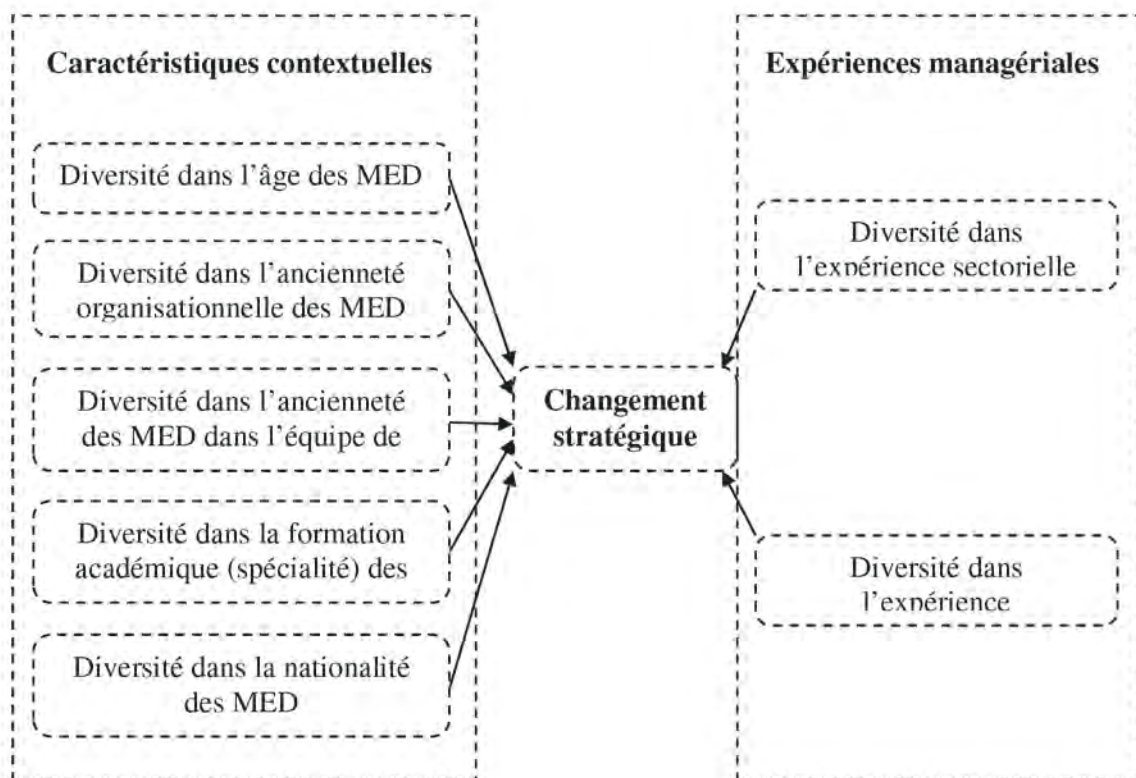 Caractéristiques contextuelles
Diversité dans l'âge des MED
Diversité dans l'ancienneté
organisationnelle des MED
Diversité dans l'ancienneté
des MED dans l'équipe de
Diversité dans la formation
académique (spécialité) des
Diversité dans la nationalité
des MED
Changement
stratégique
Expériences managériales
Diversité dans
l'expérience sectorielle
Diversité dans
l'expérience